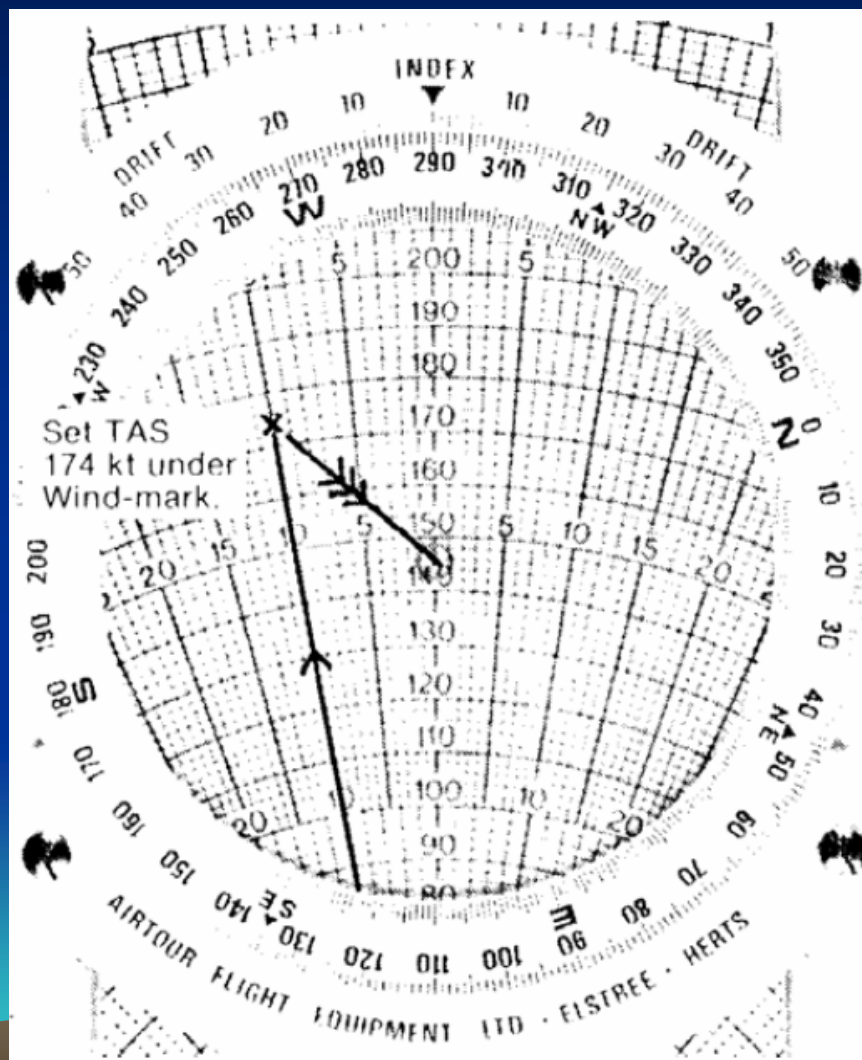 INDEX
DRIFT 40 30 20 10 10 20 30 40 DRIFT
50 50
230 240 250 260 270 280 290 300 310 320 330 340 350 0 10 20 30 40 50 60 70 80 90 100 110 120 130 140 150 160 170 180 190 200
W W NW N NE E SE S
5 200 5
190
180
170
160
5 150 5
20 15 10 10 15 20
140
130
120
110
20 10 100 10 20
90
80
Set TAS
174 kt under
Wind-mark
AIRTOUR FLIGHT EQUIPMENT LTD · ELSTREE · HERTS